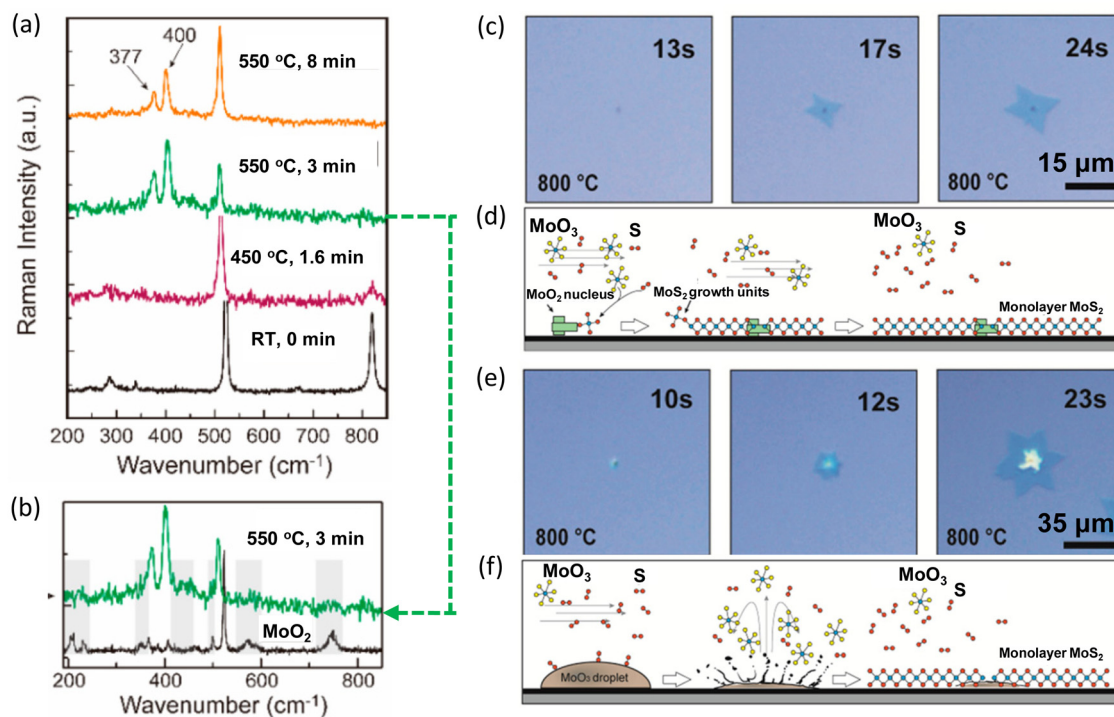 (a)
377
400
550 °C, 8 min
550 °C, 3 min
450 °C, 1.6 min
RT, 0 min
Raman Intensity (a.u.)
200 300 400 500 600 700 800
Wavenumber (cm-1)
(b)
550 °C, 3 min
MoO2
200 400 600 800
Wavenumber (cm-1)
(c)
13s
17s
24s
800 °C
800 °C
800 °C
15 µm
(d)
MoO3
S
MoO2 nucleus
MoS2 growth units
MoO3
S
Monolayer MoS2
(e)
10s
12s
23s
800 °C
800 °C
800 °C
35 µm
(f)
MoO3
S
MoO3 droplet
MoO3
S
Monolayer MoS2